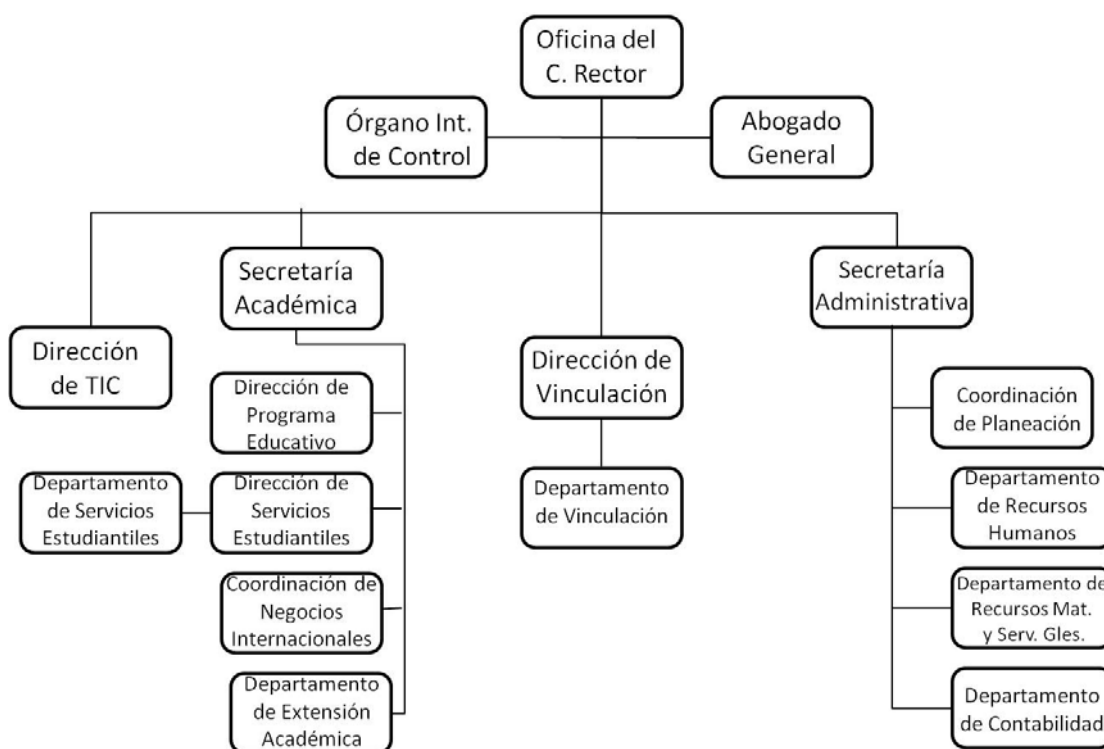 Oficina del
C. Rector
Órgano Int.
de Control
Abogado
General
Secretaría
Académica
Secretaría
Administrativa
Dirección
de TIC
Dirección de
Vinculación
Dirección de
Programa
Educativo
Coordinación
de Planeación
Departamento
de Servicios
Estudiantiles
Dirección de
Servicios
Estudiantiles
Departamento
de Vinculación
Departamento
de Recursos
Humanos
Coordinación de
Negocios
Internacionales
Departamento de
Recursos Mat.
y Serv. Gles.
Departamento
de Extensión
Académica
Departamento
de Contabilidad